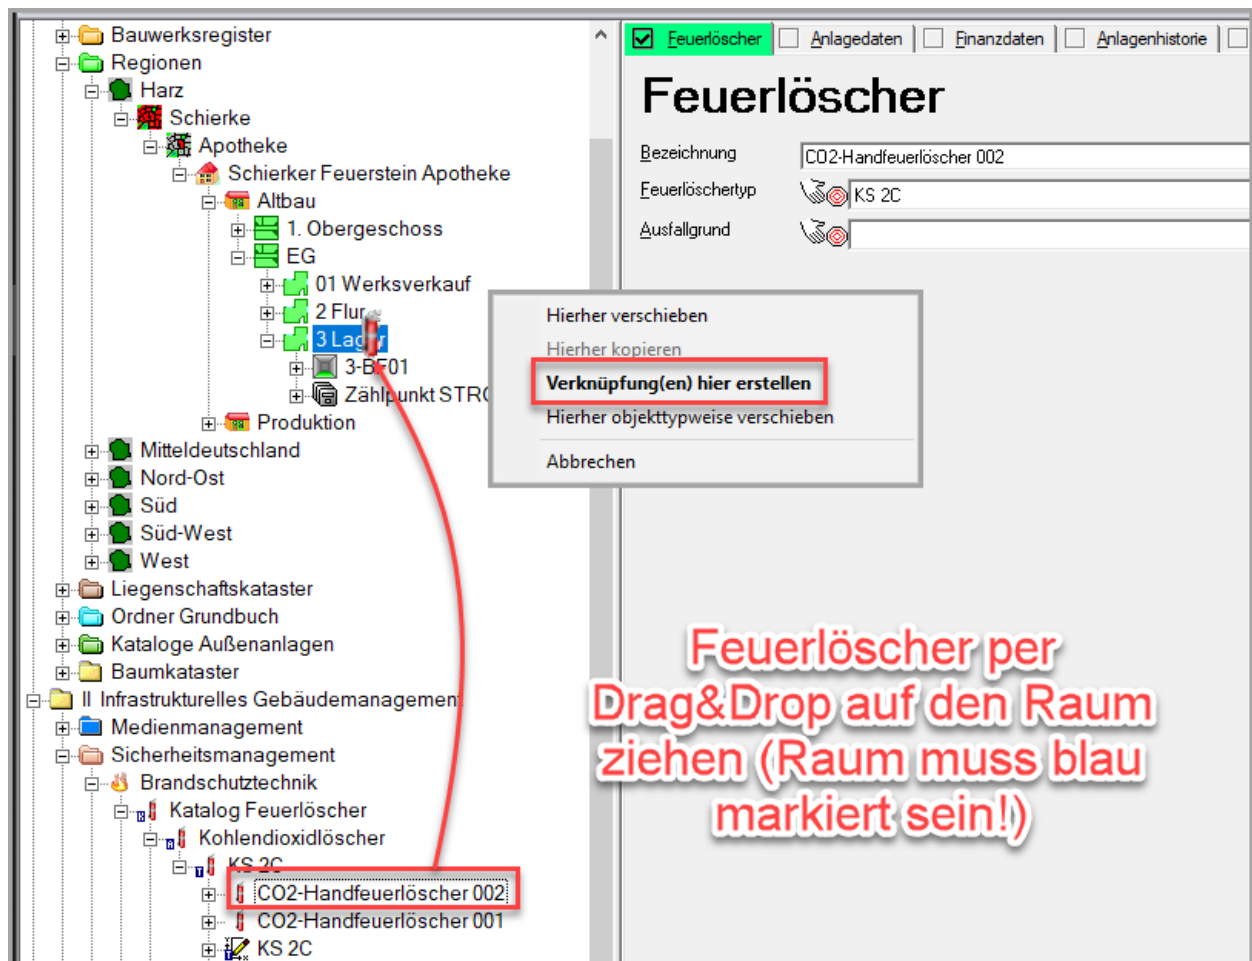 Bauwerksregister
Regionen
Harz
Schierke
Apotheke
Schierker Feuerstein Apotheke
Altbau
1. Obergeschoss
EG
01 Werksverkauf
2 Flur
3 Lager
3-BF01
Zählpunkt STRO
Produktion
Mitteldeutschland
Nord-Ost
Süd
Süd-West
West
Liegenschaftskataster
Ordner Grundbuch
Kataloge Außenanlagen
Baumkataster
II Infrastrukturelles Gebäudemanagement
Medienmanagement
Sicherheitsmanagement
Brandschutztechnik
Katalog Feuerlöscher
Kohlendioxidlöscher
KS 2C
CO2-Handfeuerlöscher 002
CO2-Handfeuerlöscher 001
KS 2C
Feuerlöscher Anlagedaten Finanzdaten Anlagenhistorie
Feuerlöscher
Bezeichnung CO2-Handfeuerlöscher 002
Feuerlöschertyp KS 2C
Ausfallgrund
Hierher verschieben
Hierher kopieren
Verknüpfung(en) hier erstellen
Hierher objekttypweise verschieben
Abbrechen
Feuerlöscher per
Drag&Drop auf den Raum
ziehen (Raum muss blau
markiert sein!)